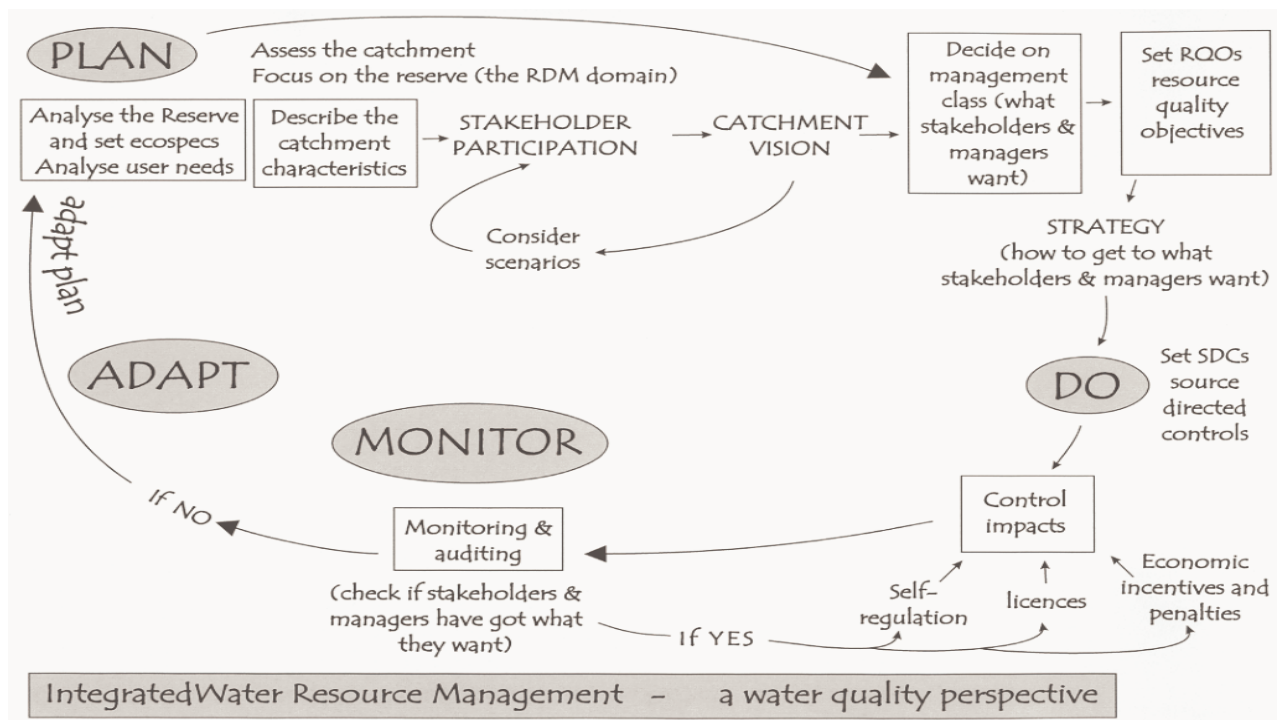 PLAN
Assess the catchment
Focus on the reserve (the RDM domain)
Analyse the Reserve
and set ecospecs
Analyse user needs
Describe the
catchment
characteristics
STAKEHOLDER
PARTICIPATION
CATCHMENT
VISION
Consider
scenarios
Decide on
management
class (what
stakeholders &
managers
want)
Set RQOs
resource
quality
objectives
STRATEGY
(how to get to what
stakeholders & managers want)
DO
Set SDCs
source
directed
controls
Control
impacts
Self-
regulation
licences
Economic
incentives and
penalties
MONITOR
Monitoring &
auditing
(check if stakeholders &
managers have got what
they want)
If YES
If NO
ADAPT
adapt plan
Integrated Water Resource Management - a water quality perspective